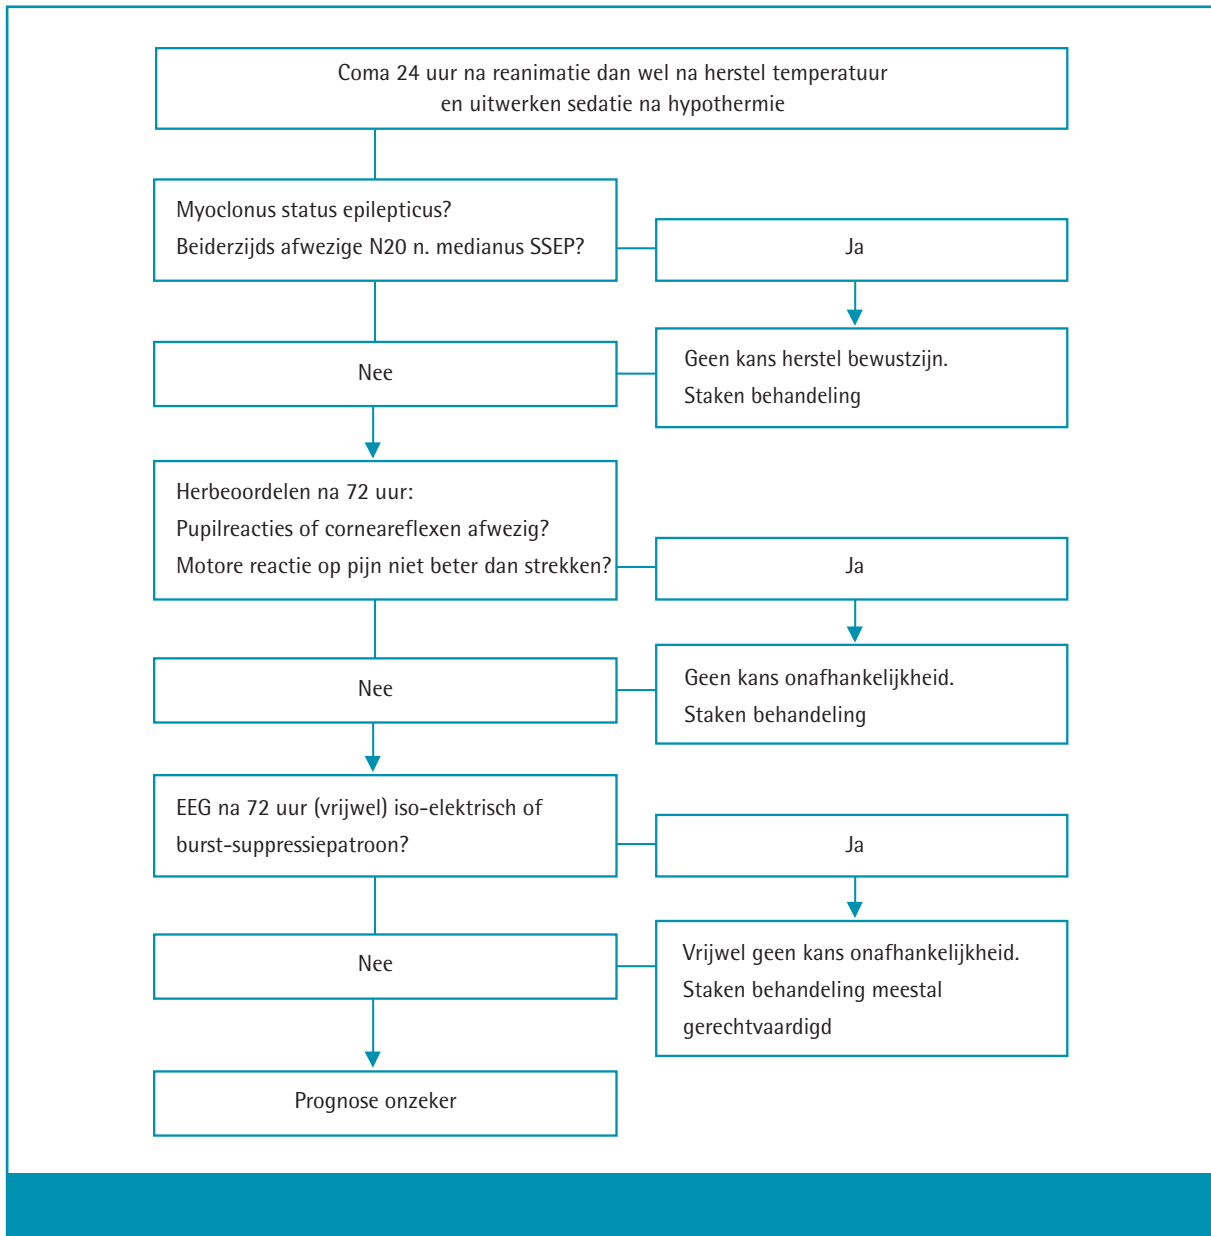 Coma 24 uur na reanimatie dan wel na herstel temperatuur
en uitwerken sedatie na hypothermie
Myoclonus status epilepticus?
Beiderzijds afwezige N20 n. medianus SSEP?
Ja
Nee
Geen kans herstel bewustzijn.
Staken behandeling
Herbeoordelen na 72 uur:
Pupilreacties of corneareflexen afwezig?
Motore reactie op pijn niet beter dan strekken?
Ja
Nee
Geen kans onafhankelijkheid.
Staken behandeling
EEG na 72 uur (vrijwel) iso-elektrisch of
burst-suppressiepatroon?
Ja
Nee
Vrijwel geen kans onafhankelijkheid.
Staken behandeling meestal
gerechtvaardigd
Prognose onzeker